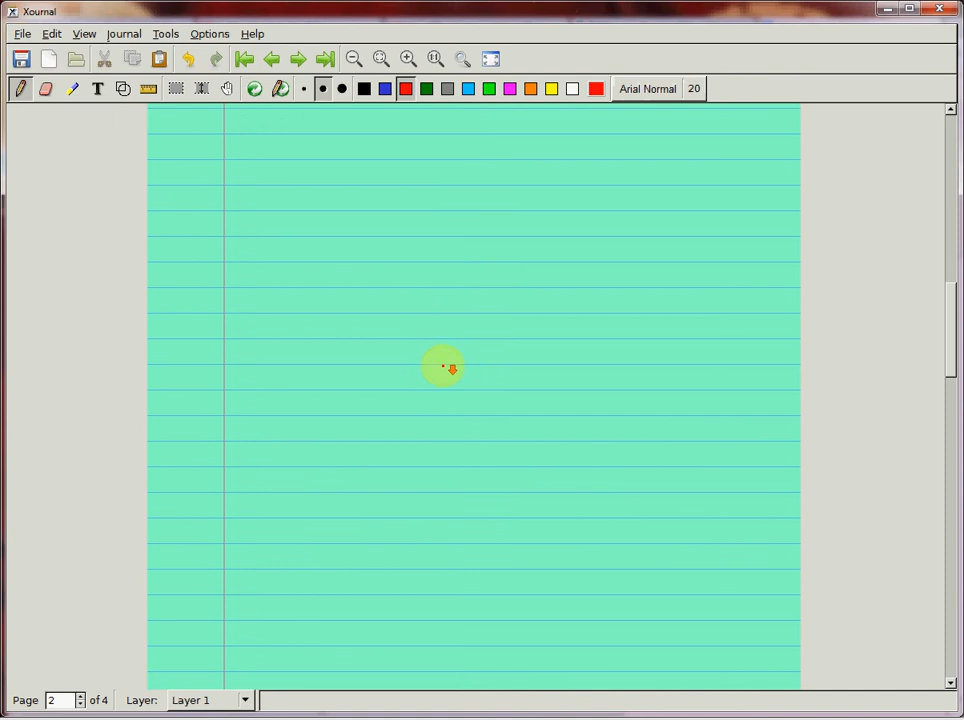 Xournal
File Edit View Journal Tools Options Help
T Arial Normal 20
Page 2 of 4 Layer: Layer 1